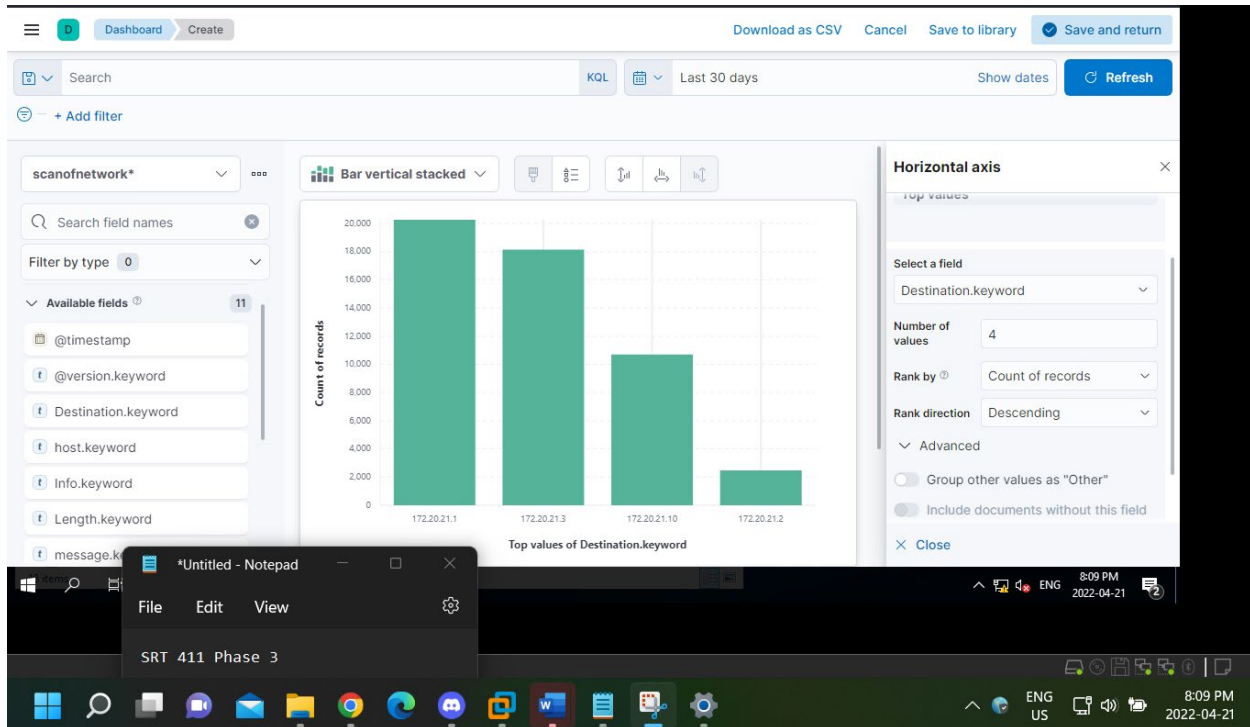 D Dashboard Create Download as CSV Cancel Save to library Save and return
Search KQL Last 30 days Show dates Refresh
+ Add filter
scanofnetwork*
Search field names
Filter by type 0
Available fields 11
@timestamp
@version.keyword
Destination.keyword
host.keyword
Info.keyword
Length.keyword
message.ke
Bar vertical stacked
Count of records
20,000
18,000
16,000
14,000
12,000
10,000
8,000
6,000
4,000
2,000
0
172.20.21.1 172.20.21.3 172.20.21.10 172.20.21.2
Top values of Destination.keyword
Horizontal axis
Top values
Select a field
Destination.keyword
Number of
values
4
Rank by Count of records
Rank direction Descending
Advanced
Group other values as "Other"
Include documents without this field
Close
ENG 8:09 PM
2022-04-21
2
*Untitled - Notepad
File Edit View
SRT 411 Phase 3
ENG
US
8:09 PM
2022-04-21